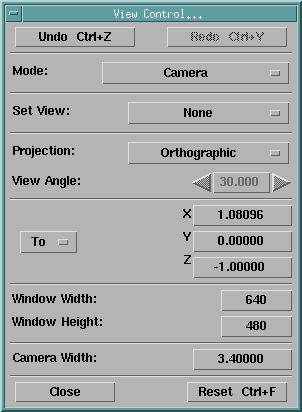 View Control...
Undo Ctrl+Z Redo Ctrl+Y
Mode: Camera
Set View: None
Projection: Orthographic
View Angle: 30.000
X 1.08096
To Y 0.00000
Z -1.00000
Window Width: 640
Window Height: 480
Camera Width: 3.40000
Close Reset Ctrl+F